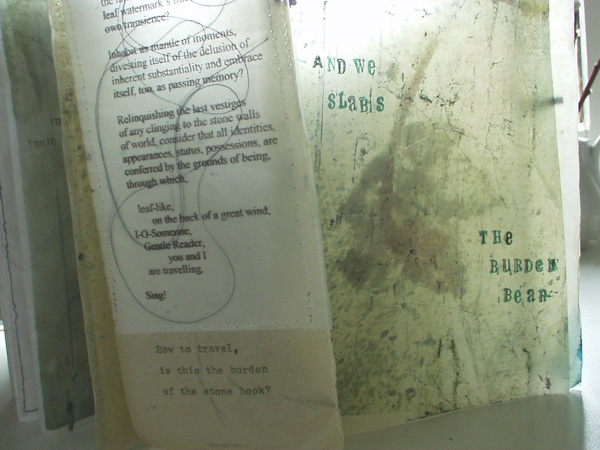 leaf watermark's
own transience?
Inhabit its mantle of moments,
divesting itself of the delusion of
inherent substantiality and embrace
itself, too, as passing memory?
Relinquishing the last vestiges
of any clinging to the stone walls
of world, consider that all identities,
appearances, status, possessions, are
conferred by the grounds of being,
through which,
leaf-like,
on the back of a great wind,
I-O-Someone,
Gentle Reader,
you and I
are travelling.
Sing!
How to travel,
is this the burden
of the stone book?
AND We
SlaBS
THe
BURDeN
BeaR